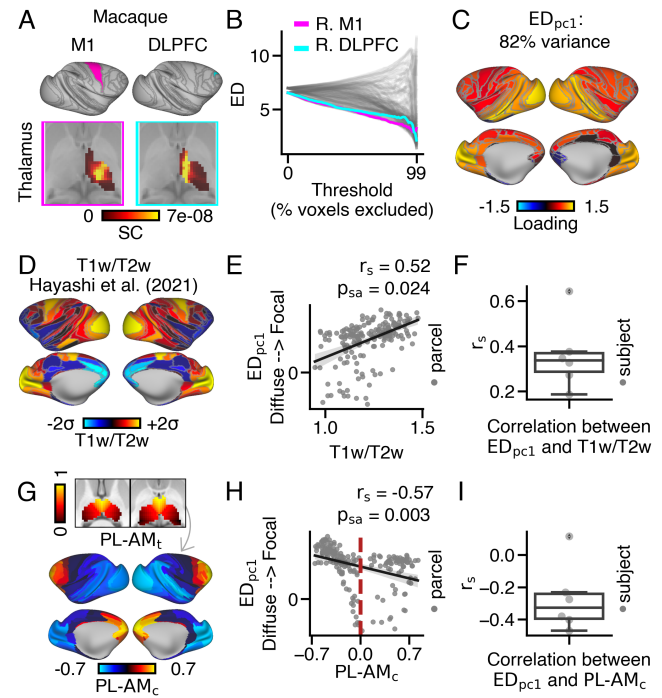 A
Macaque
M1
DLPFC
Thalamus
0
7e-08
SC
B
R. M1
R. DLPFC
ED
10
5
0
99
Threshold
(% voxels excluded)
C
EDpc1:
82% variance
-1.5
1.5
Loading
D
T1w/T2w
Hayashi et al. (2021)
-2σ
+2σ
T1w/T2w
E
rs = 0.52
psa = 0.024
EDpc1
Diffuse --> Focal
0
1.0
1.5
T1w/T2w
parcel
F
rs
0.6
0.4
0.2
subject
Correlation between
EDpc1 and T1w/T2w
G
0
1
PL-AMt
-0.7
0.7
PL-AMc
H
rs = -0.57
psa = 0.003
EDpc1
Diffuse --> Focal
0
-0.7
0.0
0.7
PL-AMc
parcel
I
rs
0.0
−0.2
−0.4
subject
Correlation between
EDpc1 and PL-AMc